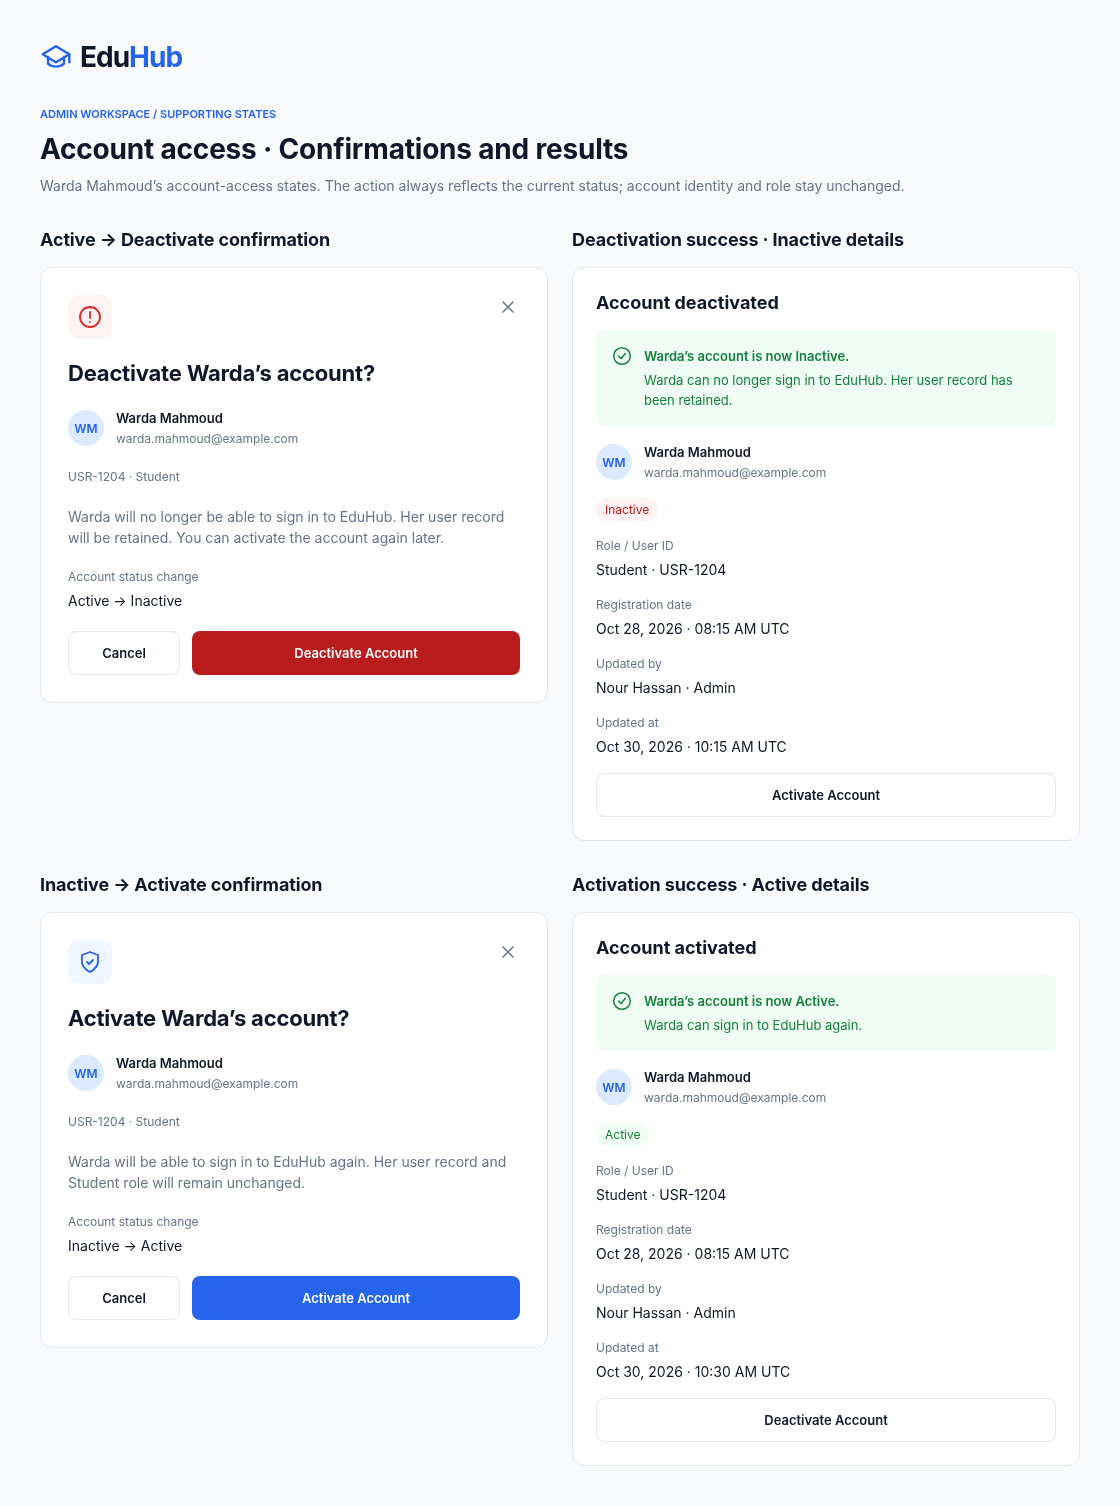 EduHub
ADMIN WORKSPACE / SUPPORTING STATES
Account access · Confirmations and results
Warda Mahmoud’s account-access states. The action always reflects the current status; account identity and role stay unchanged.
Active → Deactivate confirmation
Deactivate Warda’s account?
WM
Warda Mahmoud
warda.mahmoud@example.com
USR-1204 · Student
Warda will no longer be able to sign in to EduHub. Her user record
will be retained. You can activate the account again later.
Account status change
Active → Inactive
Cancel
Deactivate Account
Deactivation success · Inactive details
Account deactivated
Warda’s account is now Inactive.
Warda can no longer sign in to EduHub. Her user record has
been retained.
WM
Warda Mahmoud
warda.mahmoud@example.com
Inactive
Role / User ID
Student · USR-1204
Registration date
Oct 28, 2026 · 08:15 AM UTC
Updated by
Nour Hassan · Admin
Updated at
Oct 30, 2026 · 10:15 AM UTC
Activate Account
Inactive → Activate confirmation
Activate Warda’s account?
WM
Warda Mahmoud
warda.mahmoud@example.com
USR-1204 · Student
Warda will be able to sign in to EduHub again. Her user record and
Student role will remain unchanged.
Account status change
Inactive → Active
Cancel
Activate Account
Activation success · Active details
Account activated
Warda’s account is now Active.
Warda can sign in to EduHub again.
WM
Warda Mahmoud
warda.mahmoud@example.com
Active
Role / User ID
Student · USR-1204
Registration date
Oct 28, 2026 · 08:15 AM UTC
Updated by
Nour Hassan · Admin
Updated at
Oct 30, 2026 · 10:30 AM UTC
Deactivate Account